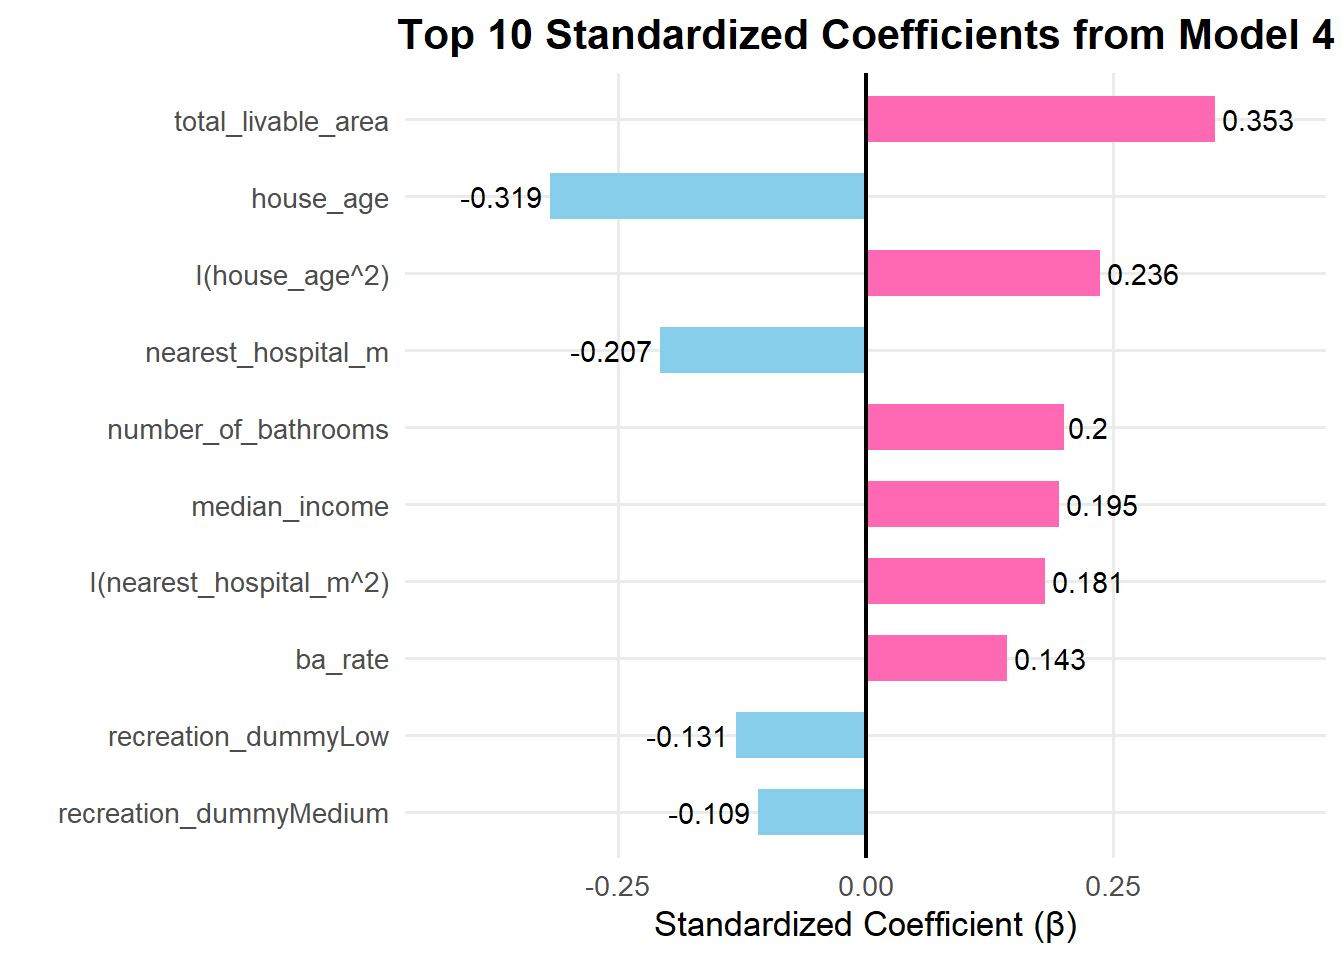 Top 10 Standardized Coefficients from Model 4
total_livable_area 0.353
house_age -0.319
I(house_age^2) 0.236
nearest_hospital_m -0.207
number_of_bathrooms 0.2
median_income 0.195
I(nearest_hospital_m^2) 0.181
ba_rate 0.143
recreation_dummyLow -0.131
recreation_dummyMedium -0.109
-0.25 0.00 0.25
Standardized Coefficient (β)